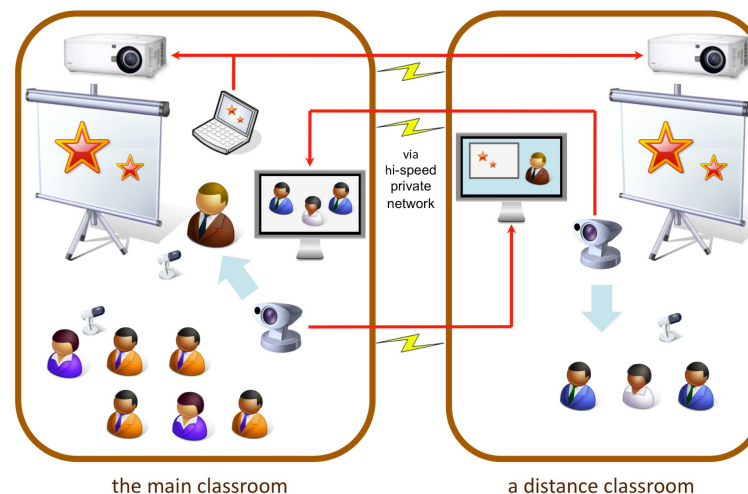 via
hi-speed
private
network
the main classroom
a distance classroom